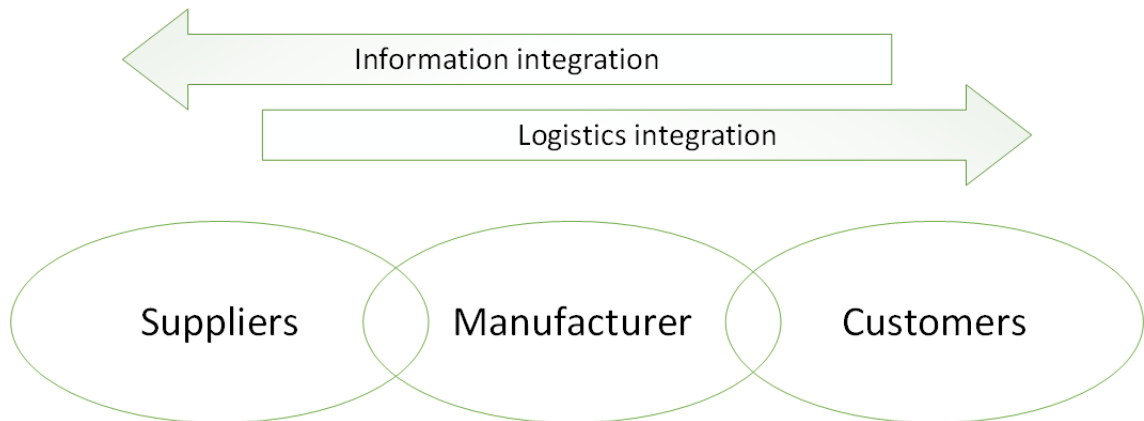 Information integration
Logistics integration
Suppliers
Manufacturer
Customers